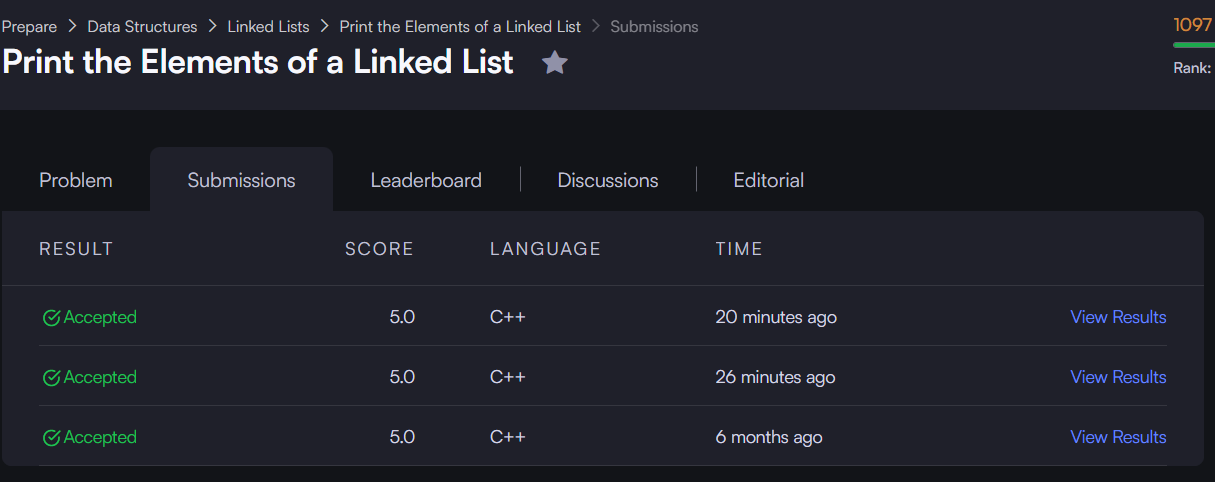 Prepare > Data Structures > Linked Lists > Print the Elements of a Linked List > Submissions
1097
Print the Elements of a Linked List
Rank:
Problem Submissions Leaderboard Discussions Editorial
RESULT SCORE LANGUAGE TIME
Accepted 5.0 C++ 20 minutes ago View Results
Accepted 5.0 C++ 26 minutes ago View Results
Accepted 5.0 C++ 6 months ago View Results